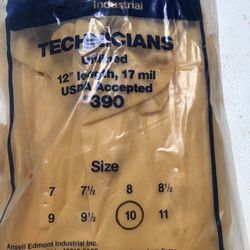 Industrial
TECHNICIANS
Unlined
12" length, 17 mil
USDA Accepted
390
Size
7 7½ 8 8½
9 9½ 10 11
Ansell Edmont Industrial Inc.